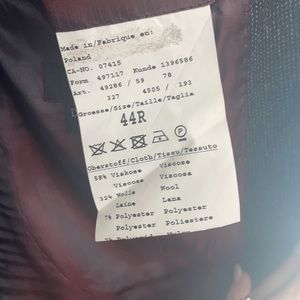 Made in/Fabrique en:
Poland
CA-NO. 07415
Form 497117 Kunde 1396586
Art. 49286 / 59 78
327 4505 / 193
Groesse/Size/Taille/Taglia
44R
P
Oberstoff/Cloth/Tissu/Tessuto
58% Viskose Viscose
Viscose Viscosa
32% Wolle Wool
Laine Lana
7% Polyester Polyester
Polyester Poliestere